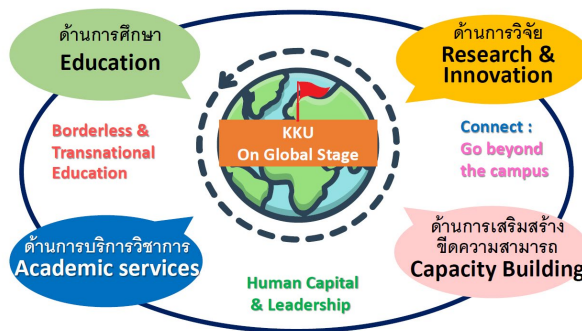 ด้านการศึกษา
Education
ด้านการวิจัย
Research &
Innovation
KKU
On Global Stage
Borderless &
Transnational
Education
Connect :
Go beyond
the campus
ด้านการบริการวิชาการ
Academic services
ด้านการเสริมสร้าง
ขีดความสามารถ
Capacity Building
Human Capital
& Leadership